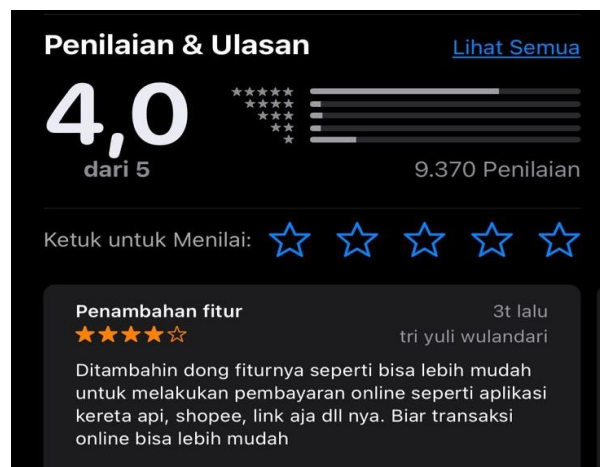 Penilaian & Ulasan
Lihat Semua
4,0
dari 5
9.370 Penilaian
Ketuk untuk Menilai:
Penambahan fitur
3t lalu
tri yuli wulandari
Ditambahin dong fiturnya seperti bisa lebih mudah
untuk melakukan pembayaran online seperti aplikasi
kereta api, shopee, link aja dll nya. Biar transaksi
online bisa lebih mudah